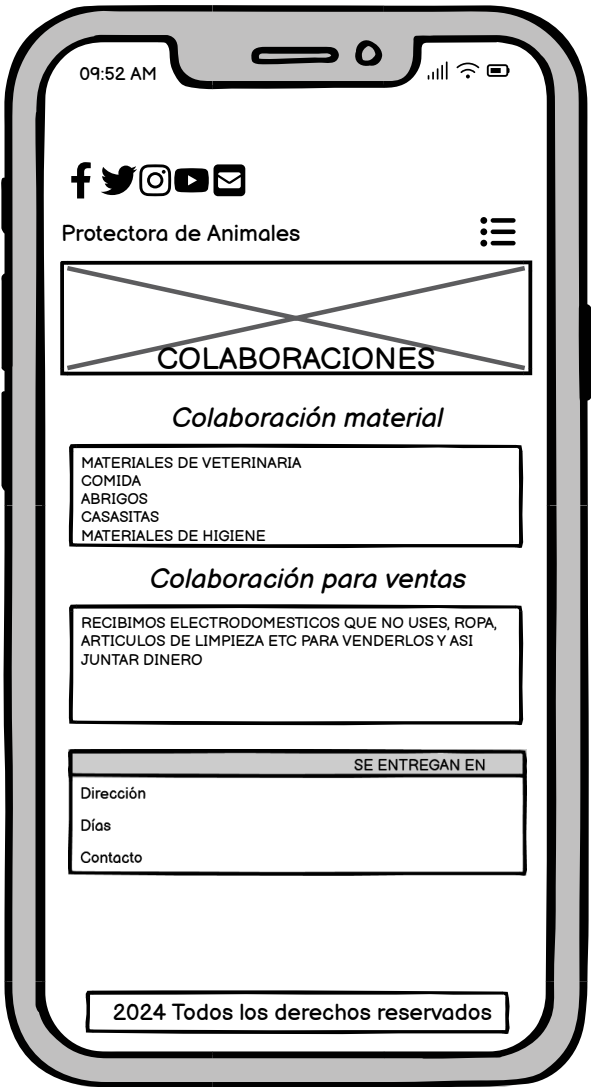 09:52 AM
Protectora de Animales
COLABORACIONES
Colaboración material
MATERIALES DE VETERINARIA
COMIDA
ABRIGOS
CASASITAS
MATERIALES DE HIGIENE
Colaboración para ventas
RECIBIMOS ELECTRODOMESTICOS QUE NO USES, ROPA,
ARTICULOS DE LIMPIEZA ETC PARA VENDERLOS Y ASI
JUNTAR DINERO
SE ENTREGAN EN
Dirección
Días
Contacto
2024 Todos los derechos reservados